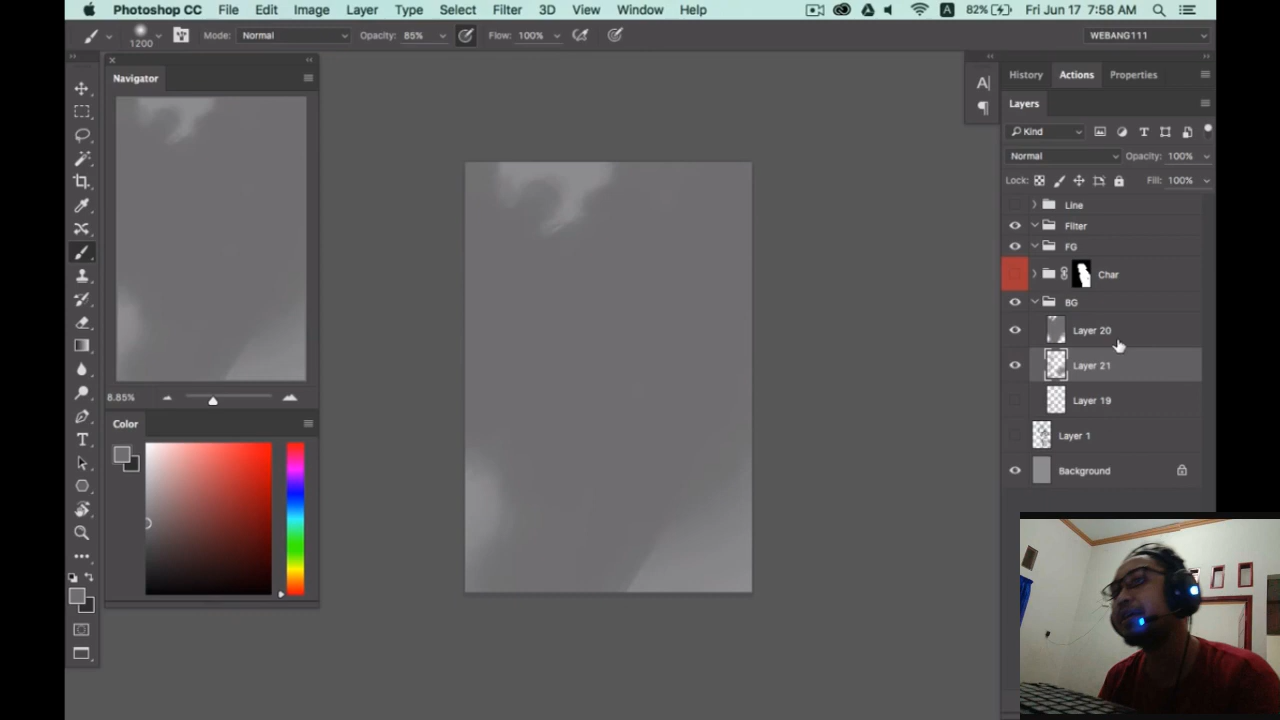 Photoshop CC File Edit Image Layer Type Select Filter 3D View Window Help 82% Fri Jun 17 7:58 AM
1200 Mode: Normal Opacity: 85% Flow: 100% WEBANG111
Navigator
8.85%
Color
History Actions Properties
Layers
Kind
Normal Opacity: 100%
Lock: Fill: 100%
Line
Filter
FG
Char
BG
Layer 20
Layer 21
Layer 19
Layer 1
Background